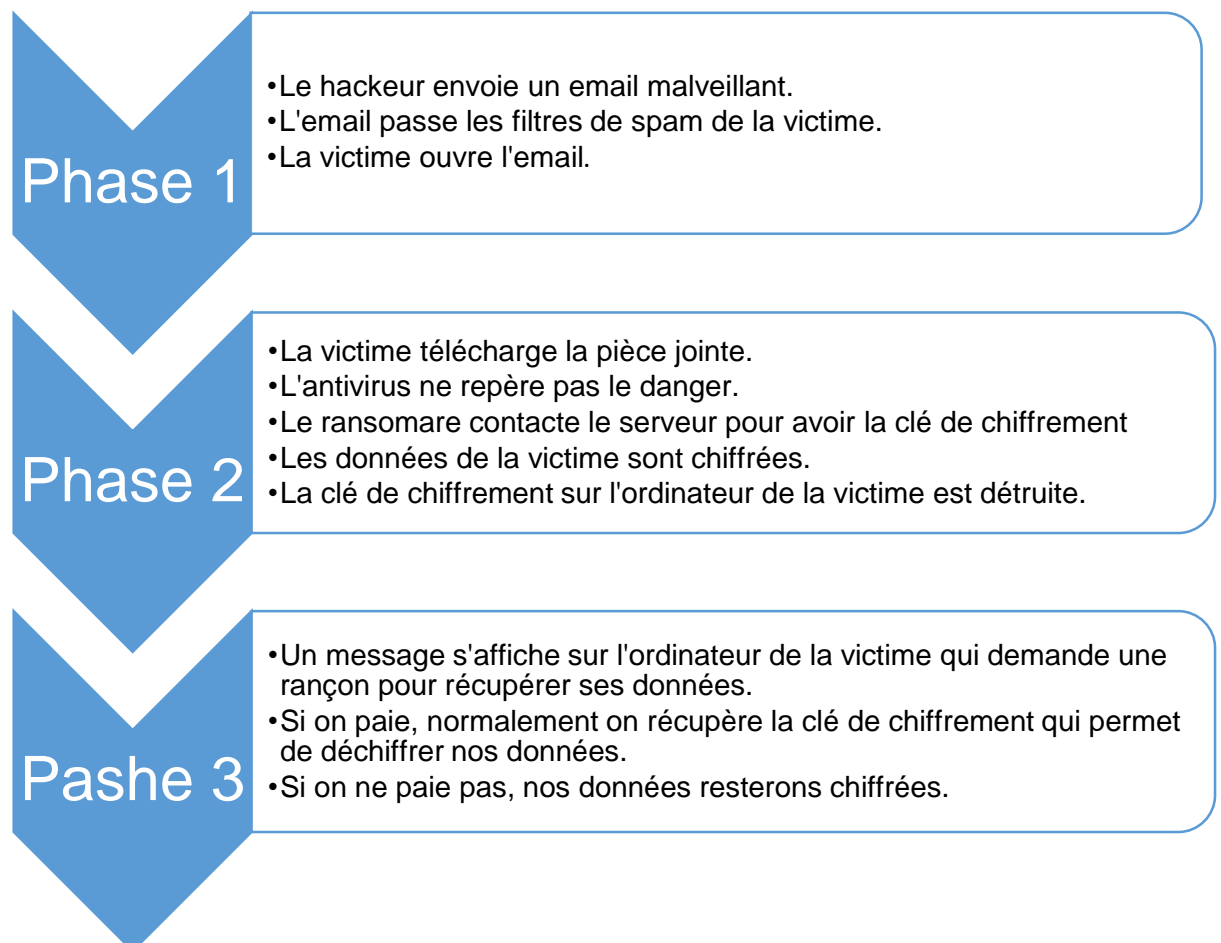 Phase 1
•Le hackeur envoie un email malveillant.
•L'email passe les filtres de spam de la victime.
•La victime ouvre l'email.
Phase 2
•La victime télécharge la pièce jointe.
•L'antivirus ne repère pas le danger.
•Le ransomare contacte le serveur pour avoir la clé de chiffrement
•Les données de la victime sont chiffrées.
•La clé de chiffrement sur l'ordinateur de la victime est détruite.
Pashe 3
•Un message s'affiche sur l'ordinateur de la victime qui demande une
rançon pour récupérer ses données.
•Si on paie, normalement on récupère la clé de chiffrement qui permet
de déchiffrer nos données.
•Si on ne paie pas, nos données resterons chiffrées.